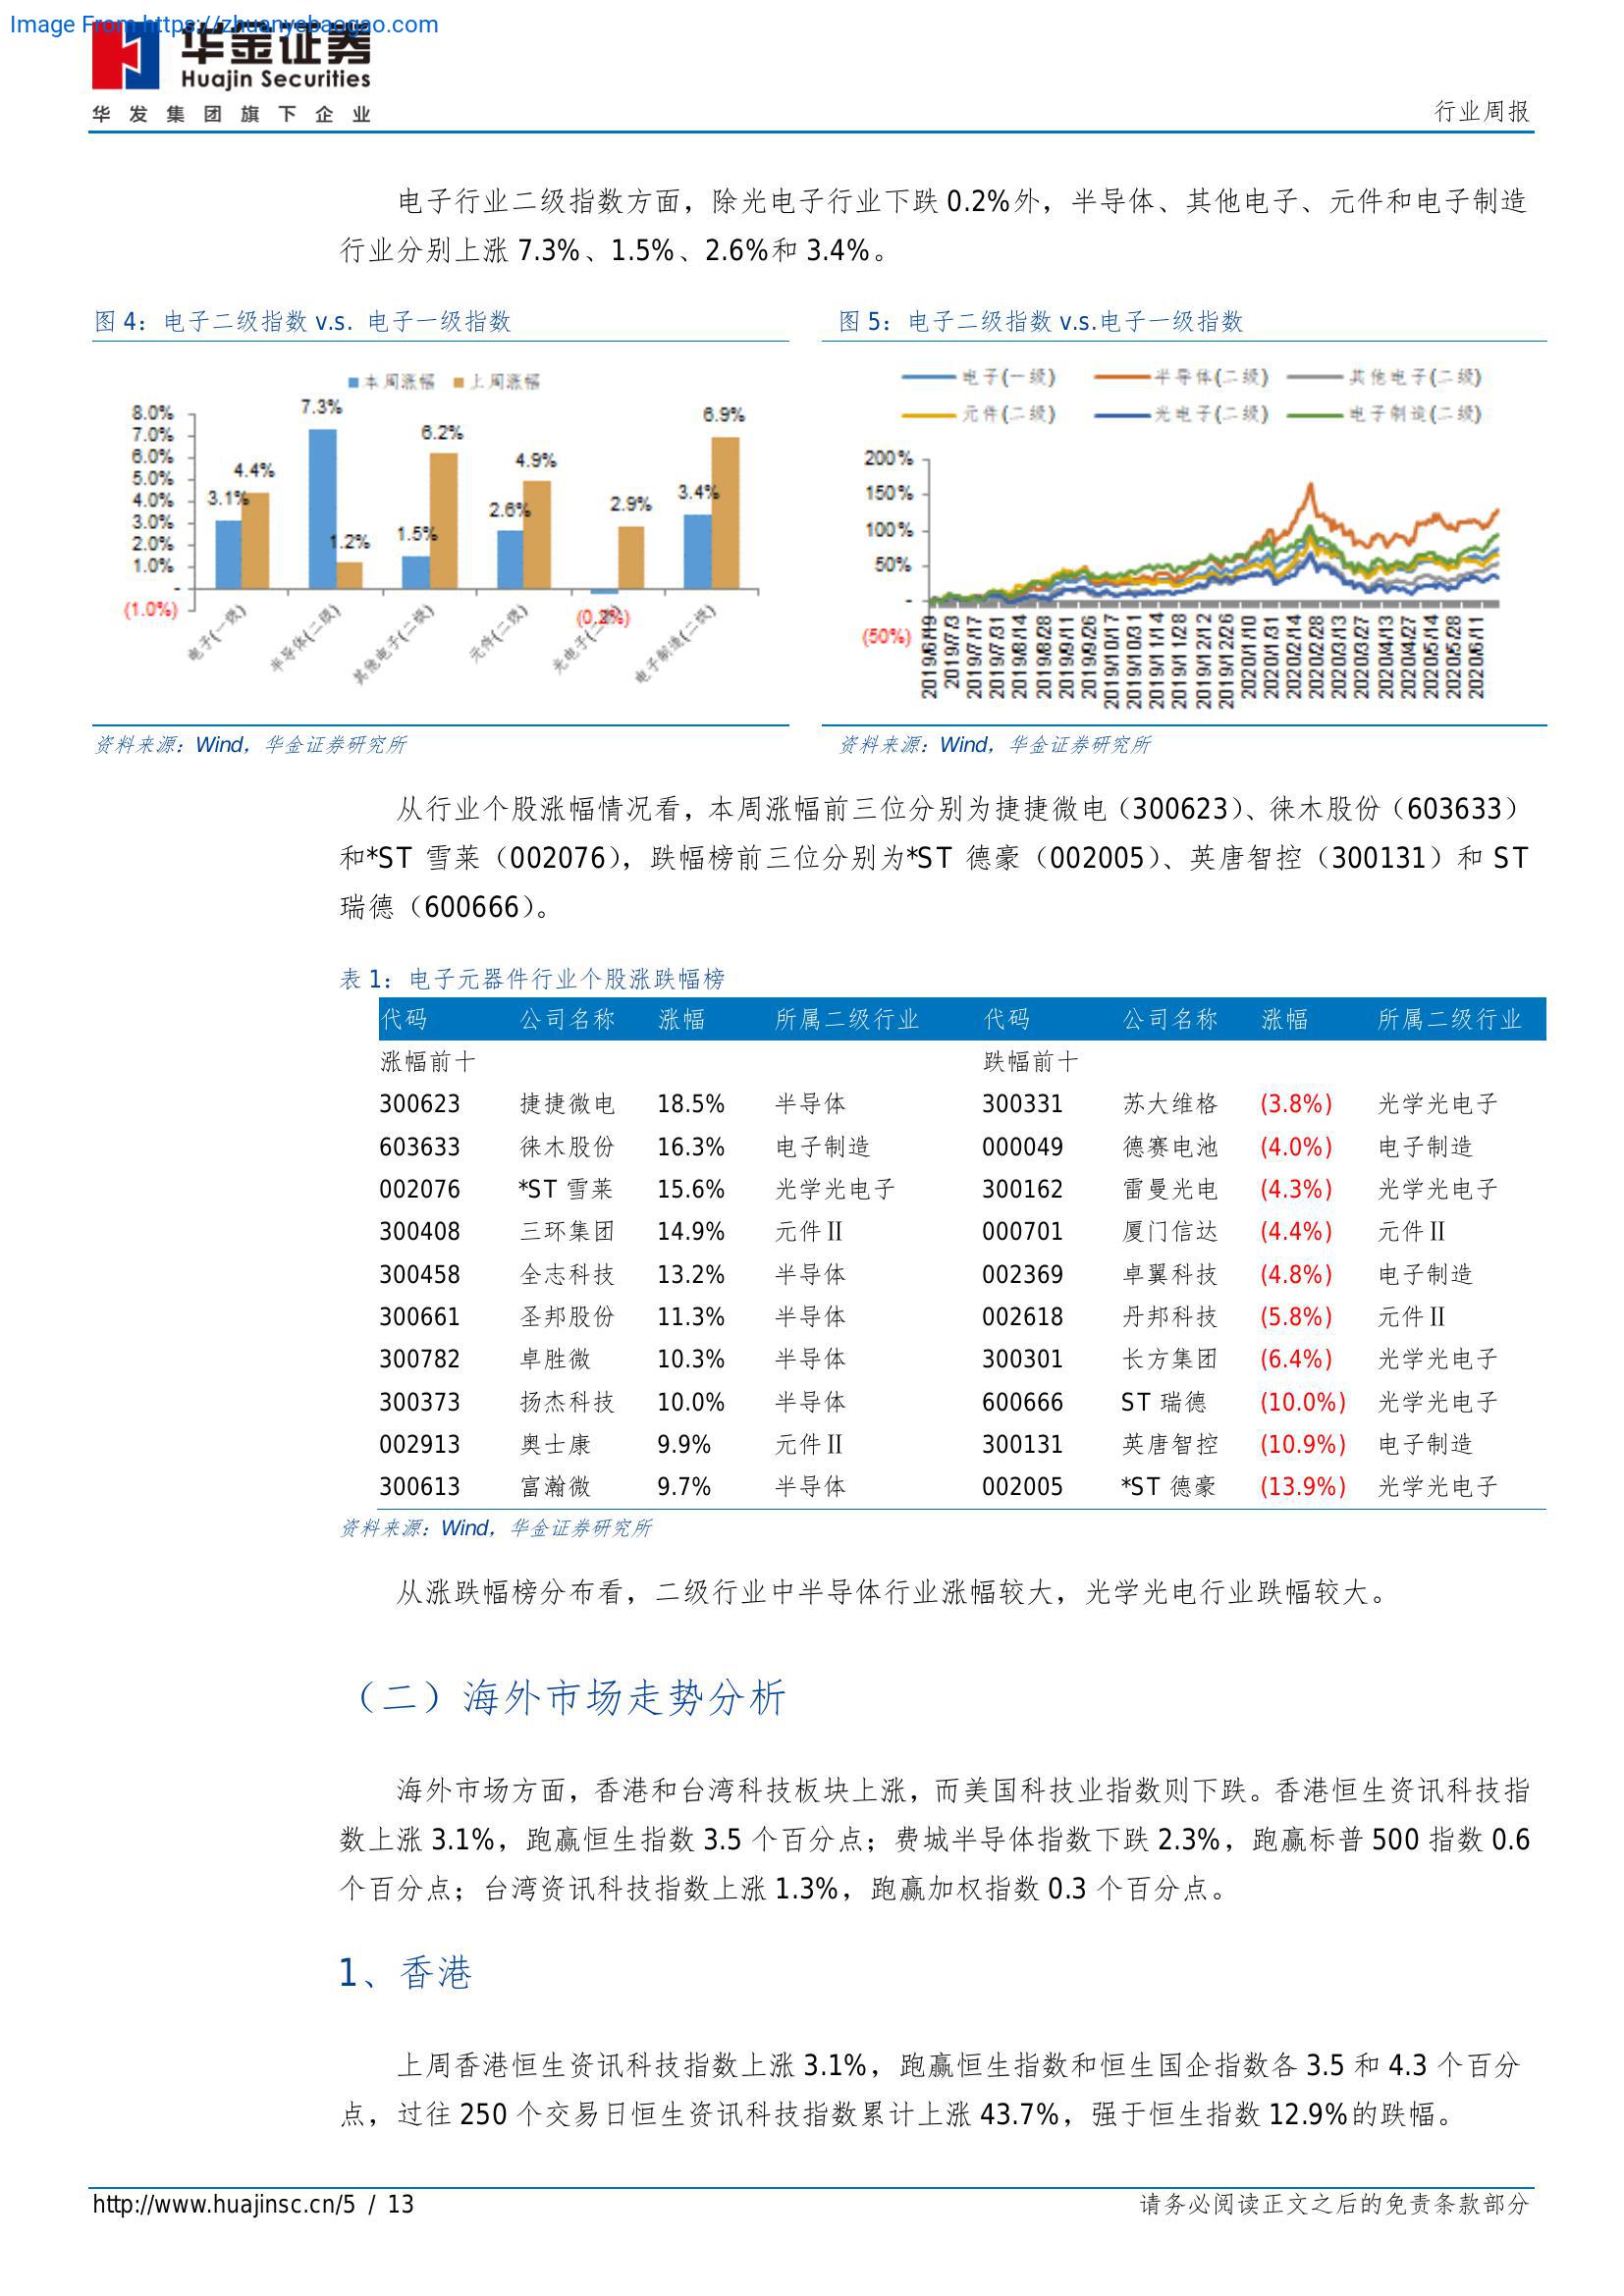 Image From https://zhuanyebaogao.com
华金证券
Huajin Securities
华发集团旗下企业
行业周报
电子行业二级指数方面，除光电子行业下跌 0.2%外，半导体、其他电子、元件和电子制造
行业分别上涨 7.3%、1.5%、2.6%和 3.4%。
图 4：电子二级指数 v.s. 电子一级指数
本周涨幅 上周涨幅
8.0%
7.0%
6.0%
5.0%
4.0%
3.0%
2.0%
1.0%
-
(1.0%)
3.1% 4.4% 7.3% 1.2% 1.5% 6.2% 2.6% 4.9% (0.2%) 2.9% 3.4% 6.9%
电子(一级) 半导体(二级) 其他电子(二级) 元件(二级) 光电子(二级) 电子制造(二级)
资料来源：Wind，华金证券研究所
图 5：电子二级指数 v.s.电子一级指数
电子(一级) 半导体(二级) 其他电子(二级)
元件(二级) 光电子(二级) 电子制造(二级)
200%
150%
100%
50%
-
(50%)
2019/6/19 2019/7/3 2019/7/17 2019/7/31 2019/8/14 2019/8/28 2019/9/11 2019/9/26 2019/10/17 2019/10/31 2019/11/14 2019/11/28 2019/12/12 2019/12/26 2020/1/10 2020/1/31 2020/2/14 2020/2/28 2020/3/13 2020/3/27 2020/4/13 2020/4/27 2020/5/14 2020/5/28 2020/6/11
资料来源：Wind，华金证券研究所
从行业个股涨幅情况看，本周涨幅前三位分别为捷捷微电（300623）、徕木股份（603633）
和*ST 雪莱（002076），跌幅榜前三位分别为*ST 德豪（002005）、英唐智控（300131）和 ST
瑞德（600666）。
表 1：电子元器件行业个股涨跌幅榜
代码 公司名称 涨幅 所属二级行业 代码 公司名称 涨幅 所属二级行业
涨幅前十 跌幅前十
300623 捷捷微电 18.5% 半导体 300331 苏大维格 (3.8%) 光学光电子
603633 徕木股份 16.3% 电子制造 000049 德赛电池 (4.0%) 电子制造
002076 *ST 雪莱 15.6% 光学光电子 300162 雷曼光电 (4.3%) 光学光电子
300408 三环集团 14.9% 元件Ⅱ 000701 厦门信达 (4.4%) 元件Ⅱ
300458 全志科技 13.2% 半导体 002369 卓翼科技 (4.8%) 电子制造
300661 圣邦股份 11.3% 半导体 002618 丹邦科技 (5.8%) 元件Ⅱ
300782 卓胜微 10.3% 半导体 300301 长方集团 (6.4%) 光学光电子
300373 扬杰科技 10.0% 半导体 600666 ST 瑞德 (10.0%) 光学光电子
002913 奥士康 9.9% 元件Ⅱ 300131 英唐智控 (10.9%) 电子制造
300613 富瀚微 9.7% 半导体 002005 *ST 德豪 (13.9%) 光学光电子
资料来源：Wind，华金证券研究所
从涨跌幅榜分布看，二级行业中半导体行业涨幅较大，光学光电行业跌幅较大。
（二）海外市场走势分析
海外市场方面，香港和台湾科技板块上涨，而美国科技业指数则下跌。香港恒生资讯科技指
数上涨 3.1%，跑赢恒生指数 3.5 个百分点；费城半导体指数下跌 2.3%，跑赢标普 500 指数 0.6
个百分点；台湾资讯科技指数上涨 1.3%，跑赢加权指数 0.3 个百分点。
1、香港
上周香港恒生资讯科技指数上涨 3.1%，跑赢恒生指数和恒生国企指数各 3.5 和 4.3 个百分
点，过往 250 个交易日恒生资讯科技指数累计上涨 43.7%，强于恒生指数 12.9%的跌幅。
http://www.huajinsc.cn/5 / 13
请务必阅读正文之后的免责条款部分